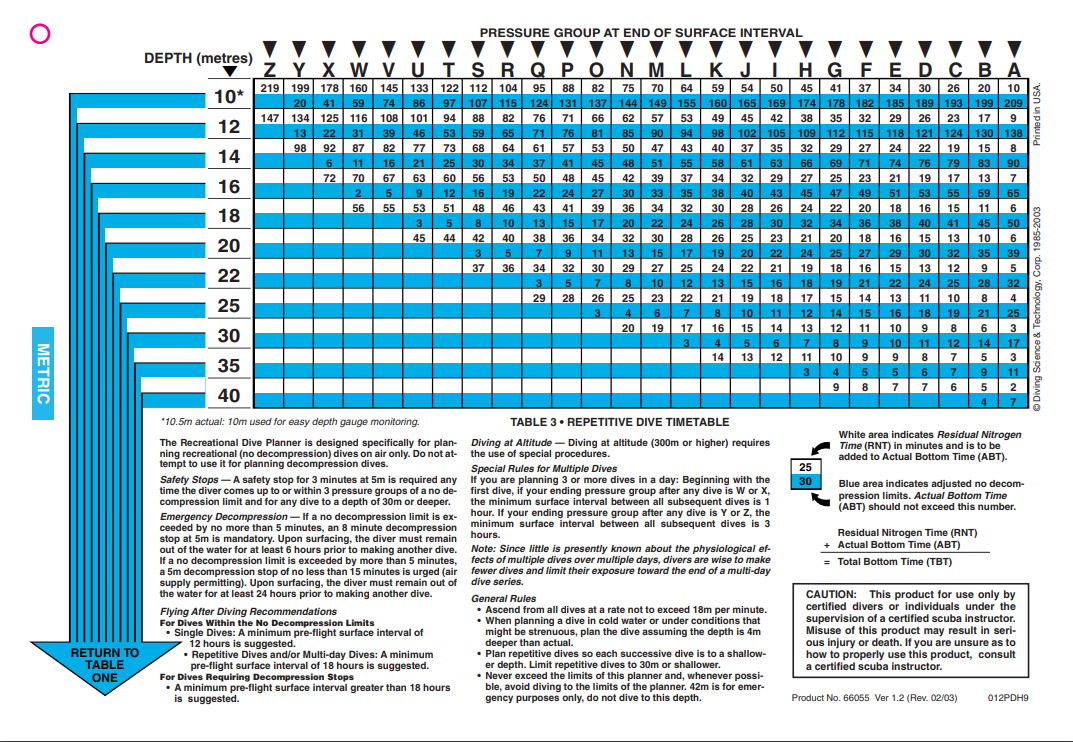 PRESSURE GROUP AT END OF SURFACE INTERVAL
DEPTH (metres)
Z Y X W V U T S R Q P O N M L K J I H G F E D C B A
10*
219 199 178 160 145 133 122 112 104 95 88 82 75 70 64 59 54 50 45 41 37 34 30 26 20 10
20 41 59 74 86 97 107 115 124 131 137 144 149 155 160 165 169 174 178 182 185 189 193 199 209
12
147 134 125 116 108 101 94 88 82 76 71 66 62 57 53 49 45 42 38 35 32 29 26 23 17 9
13 22 31 39 46 53 59 65 71 76 81 85 90 94 98 102 105 109 112 115 118 121 124 130 138
14
98 92 87 82 77 73 68 64 61 57 53 50 47 43 40 37 35 32 29 27 24 22 19 15 8
6 11 16 21 25 30 34 37 41 45 48 51 55 58 61 63 66 69 71 74 76 79 83 90
16
72 70 67 63 60 56 53 50 48 45 42 39 37 34 32 29 27 25 23 21 19 17 13 7
2 5 9 12 16 19 22 24 27 30 33 35 38 40 43 45 47 49 51 53 55 59 65
18
56 55 53 51 48 46 43 41 39 36 34 32 30 28 26 24 22 20 18 16 15 11 6
3 5 8 10 13 15 17 20 22 24 26 28 30 32 34 36 38 40 41 45 50
20
45 44 42 40 38 36 34 32 30 28 26 25 23 21 20 18 16 15 13 10 6
3 5 7 9 11 13 15 17 19 20 22 24 25 27 29 30 32 35 39
22
37 36 34 32 30 29 27 25 24 22 21 19 18 16 15 13 12 9 5
3 5 7 8 10 12 13 15 16 18 19 21 22 24 25 28 32
25
29 28 26 25 23 22 21 19 18 17 15 14 13 11 10 8 4
3 4 6 7 8 10 11 12 14 15 16 18 19 21 25
30
20 19 17 16 15 14 13 12 11 10 9 8 6 3
3 4 5 6 7 8 9 10 11 12 14 17
35
14 13 12 11 10 9 9 8 7 5 3
3 4 5 5 6 7 9 11
40
9 8 7 7 6 5 2
4 7
METRIC
RETURN TO
TABLE
ONE
Printed in USA.
© Diving Science & Technology, Corp. 1985-2003
*10.5m actual: 10m used for easy depth gauge monitoring.
TABLE 3 • REPETITIVE DIVE TIMETABLE
The Recreational Dive Planner is designed specifically for plan-
ning recreational (no decompression) dives on air only. Do not at-
tempt to use it for planning decompression dives.
Safety Stops — A safety stop for 3 minutes at 5m is required any
time the diver comes up to or within 3 pressure groups of a no de-
compression limit and for any dive to a depth of 30m or deeper.
Emergency Decompression — If a no decompression limit is ex-
ceeded by no more than 5 minutes, an 8 minute decompression
stop at 5m is mandatory. Upon surfacing, the diver must remain
out of the water for at least 6 hours prior to making another dive.
If a no decompression limit is exceeded by more than 5 minutes,
a 5m decompression stop of no less than 15 minutes is urged (air
supply permitting). Upon surfacing, the diver must remain out of
the water for at least 24 hours prior to making another dive.
Flying After Diving Recommendations
For Dives Within the No Decompression Limits
• Single Dives: A minimum pre-flight surface interval of
12 hours is suggested.
• Repetitive Dives and/or Multi-day Dives: A minimum
pre-flight surface interval of 18 hours is suggested.
For Dives Requiring Decompression Stops
• A minimum pre-flight surface interval greater than 18 hours
is suggested.
Diving at Altitude — Diving at altitude (300m or higher) requires
the use of special procedures.
Special Rules for Multiple Dives
If you are planning 3 or more dives in a day: Beginning with the
first dive, if your ending pressure group after any dive is W or X,
the minimum surface interval between all subsequent dives is 1
hour. If your ending pressure group after any dive is Y or Z, the
minimum surface interval between all subsequent dives is 3
hours.
Note: Since little is presently known about the physiological ef-
fects of multiple dives over multiple days, divers are wise to make
fewer dives and limit their exposure toward the end of a multi-day
dive series.
General Rules
• Ascend from all dives at a rate not to exceed 18m per minute.
• When planning a dive in cold water or under conditions that
might be strenuous, plan the dive assuming the depth is 4m
deeper than actual.
• Plan repetitive dives so each successive dive is to a shallow-
er depth. Limit repetitive dives to 30m or shallower.
• Never exceed the limits of this planner and, whenever possi-
ble, avoid diving to the limits of the planner. 42m is for emer-
gency purposes only, do not dive to this depth.
25
30
White area indicates Residual Nitrogen
Time (RNT) in minutes and is to be
added to Actual Bottom Time (ABT).
Blue area indicates adjusted no decom-
pression limits. Actual Bottom Time
(ABT) should not exceed this number.
Residual Nitrogen Time (RNT)
+ Actual Bottom Time (ABT)
= Total Bottom Time (TBT)
CAUTION: This product for use only by
certified divers or individuals under the
supervision of a certified scuba instructor.
Misuse of this product may result in seri-
ous injury or death. If you are unsure as to
how to properly use this product, consult
a certified scuba instructor.
Product No. 66055 Ver 1.2 (Rev. 02/03) 012PDH9